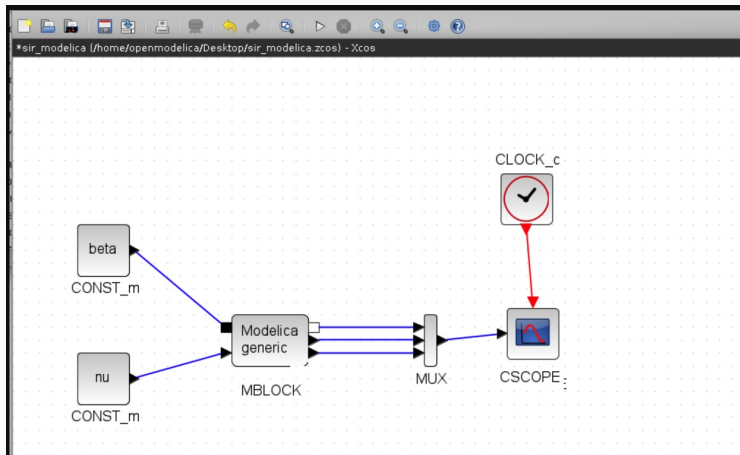 *sir_modelica (/home/openmodelica/Desktop/sir_modelica.zcos) - Xcos
CLOCK_c
beta
CONST_m
Modelica
generic
MBLOCK
MUX
CSCOPE
nu
CONST_m